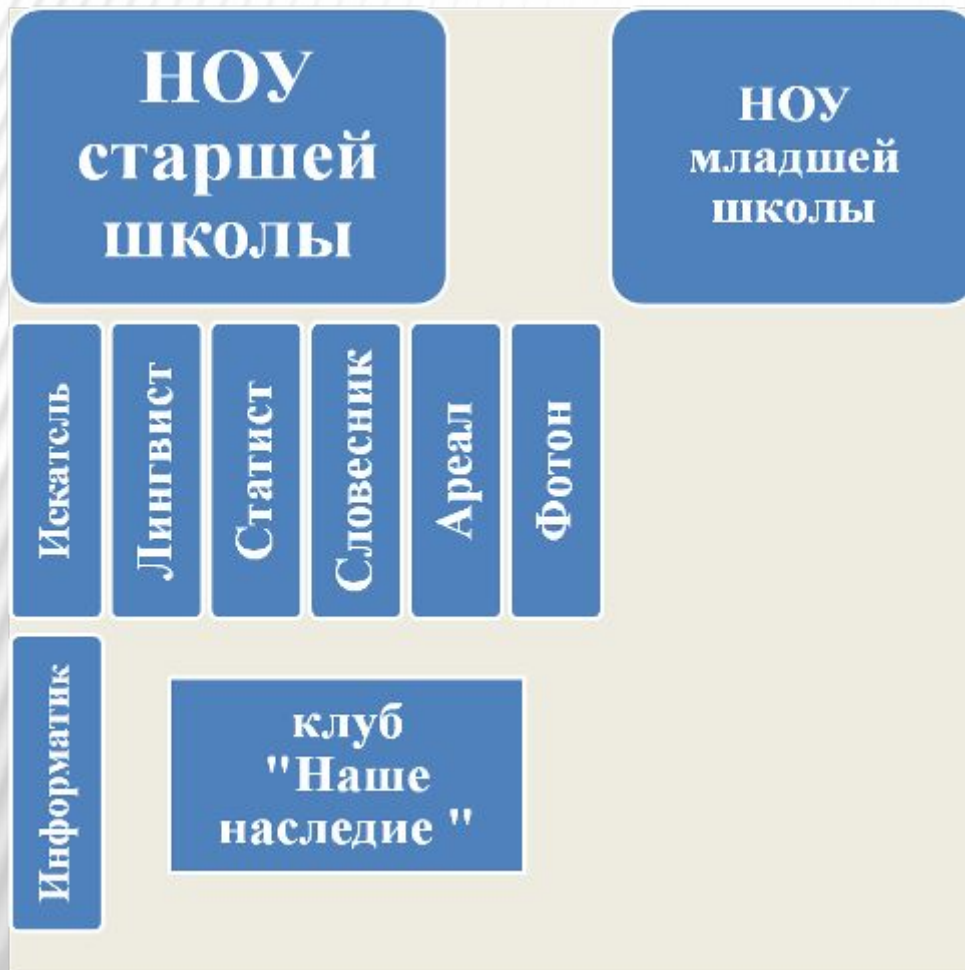 НОУ
старшей
школы
НОУ
младшей
школы
Искатель
Лингвист
Статист
Словесник
Ареал
Фотон
Информатик
клуб
"Наше
наследие "